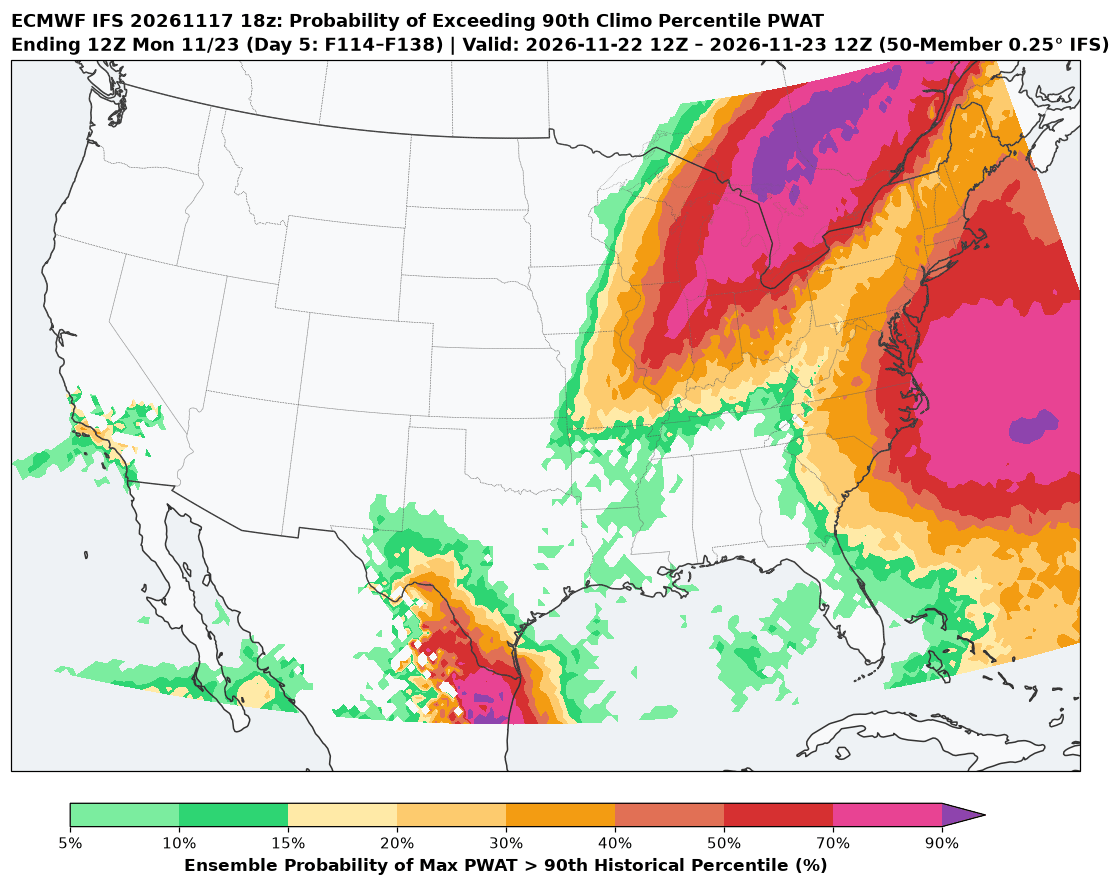 ECMWF IFS 20261117 18z: Probability of Exceeding 90th Climo Percentile PWAT
Ending 12Z Mon 11/23 (Day 5: F114–F138) | Valid: 2026-11-22 12Z – 2026-11-23 12Z (50-Member 0.25° IFS)
5% 10% 15% 20% 30% 40% 50% 70% 90%
Ensemble Probability of Max PWAT > 90th Historical Percentile (%)